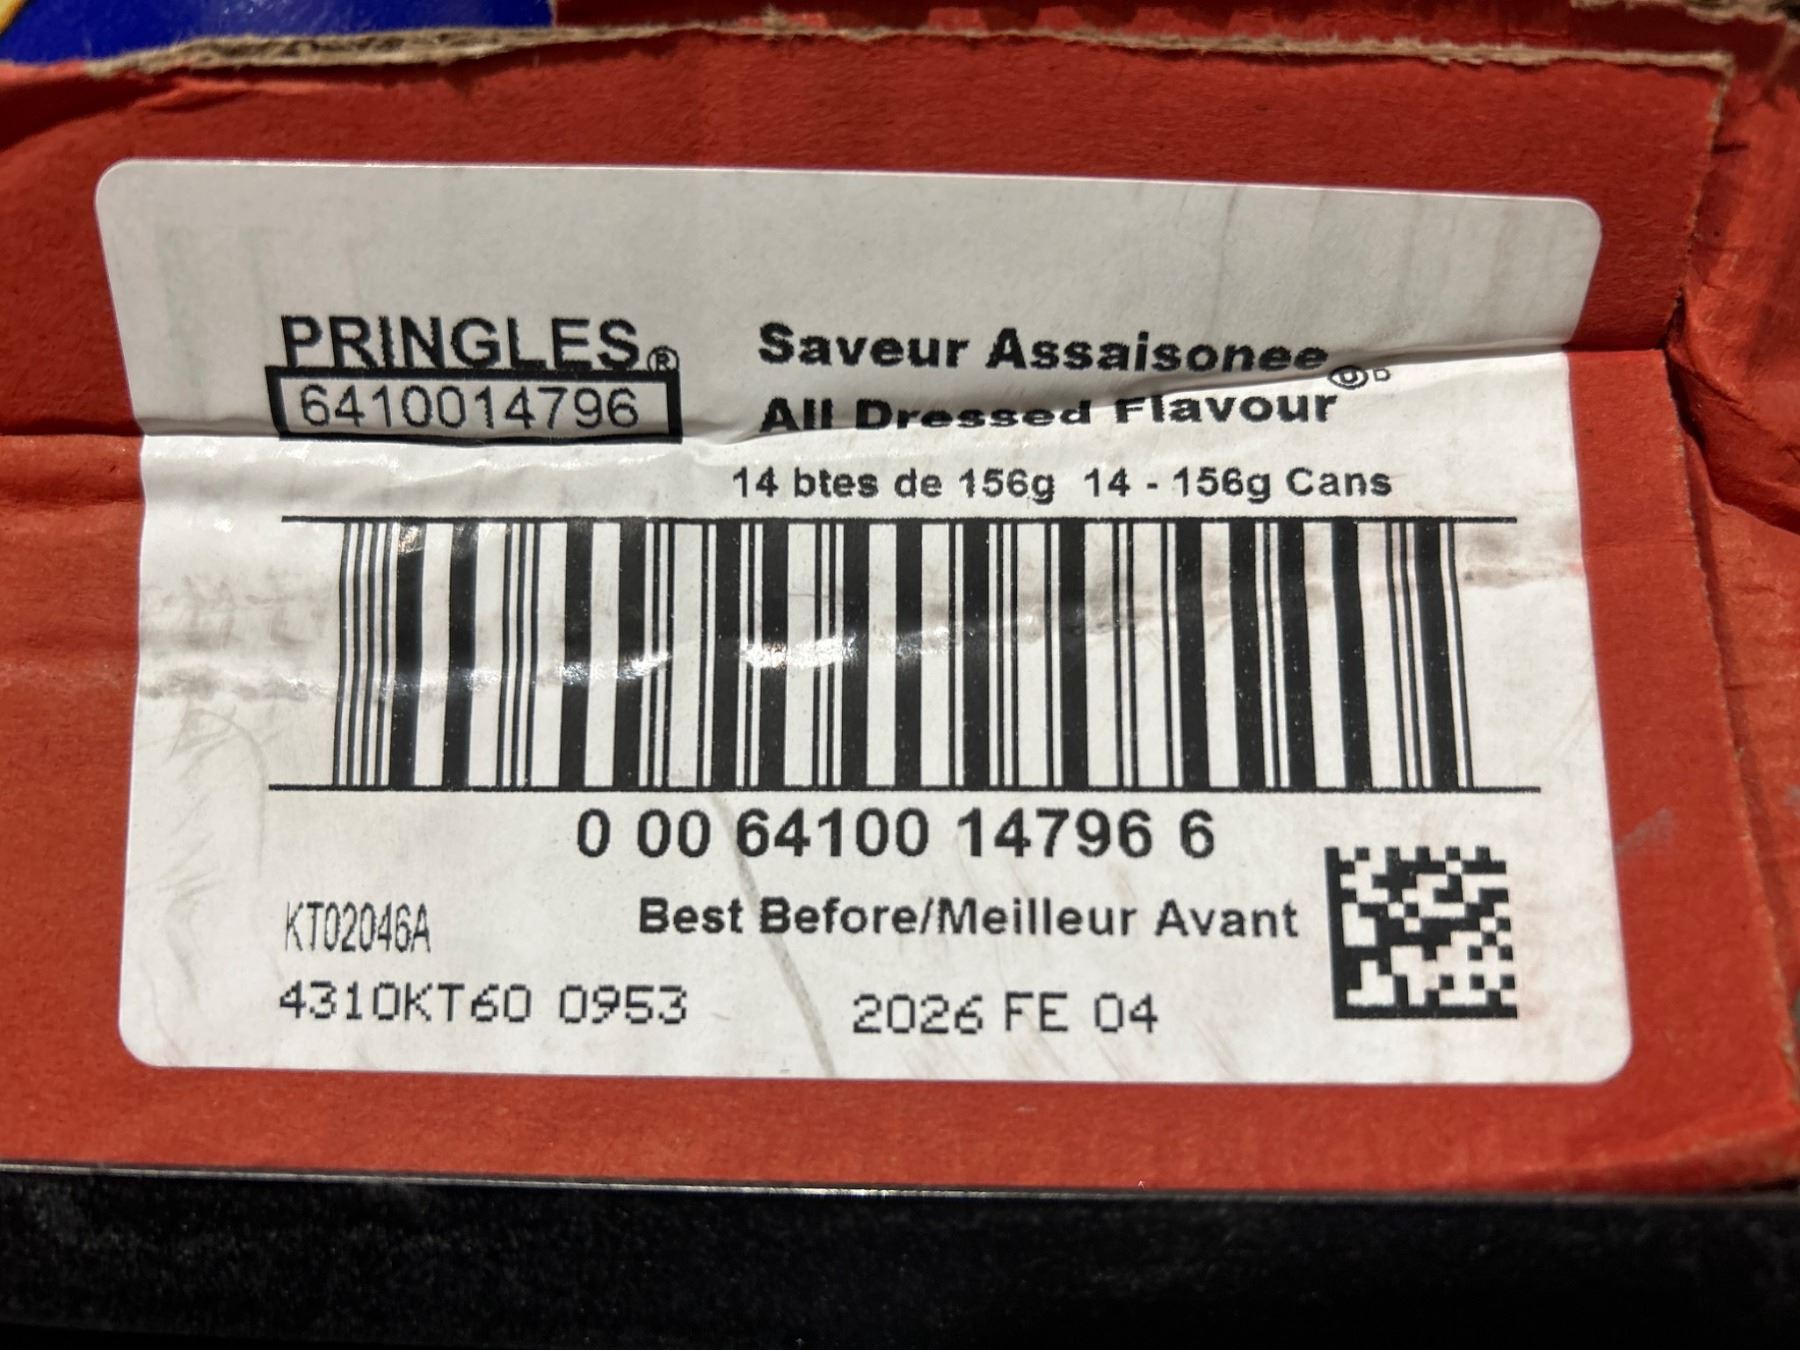 PRINGLES®
6410014796
Saveur Assaisonee
All Dressed Flavour
UD
14 btes de 156g 14 - 156g Cans
0 00 64100 14796 6
KT02046A
Best Before/Meilleur Avant
4310KT60 0953
2026 FE 04